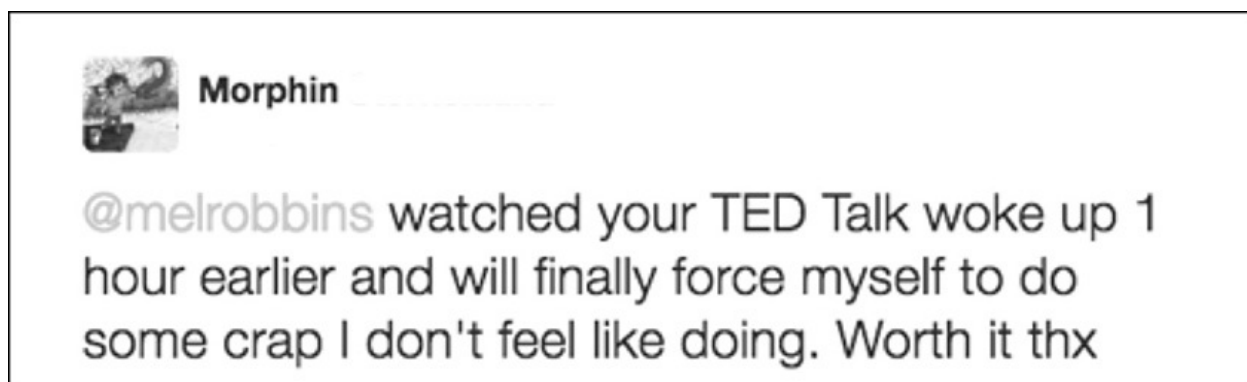 Morphin
@melrobbins watched your TED Talk woke up 1
hour earlier and will finally force myself to do
some crap I don't feel like doing. Worth it thx